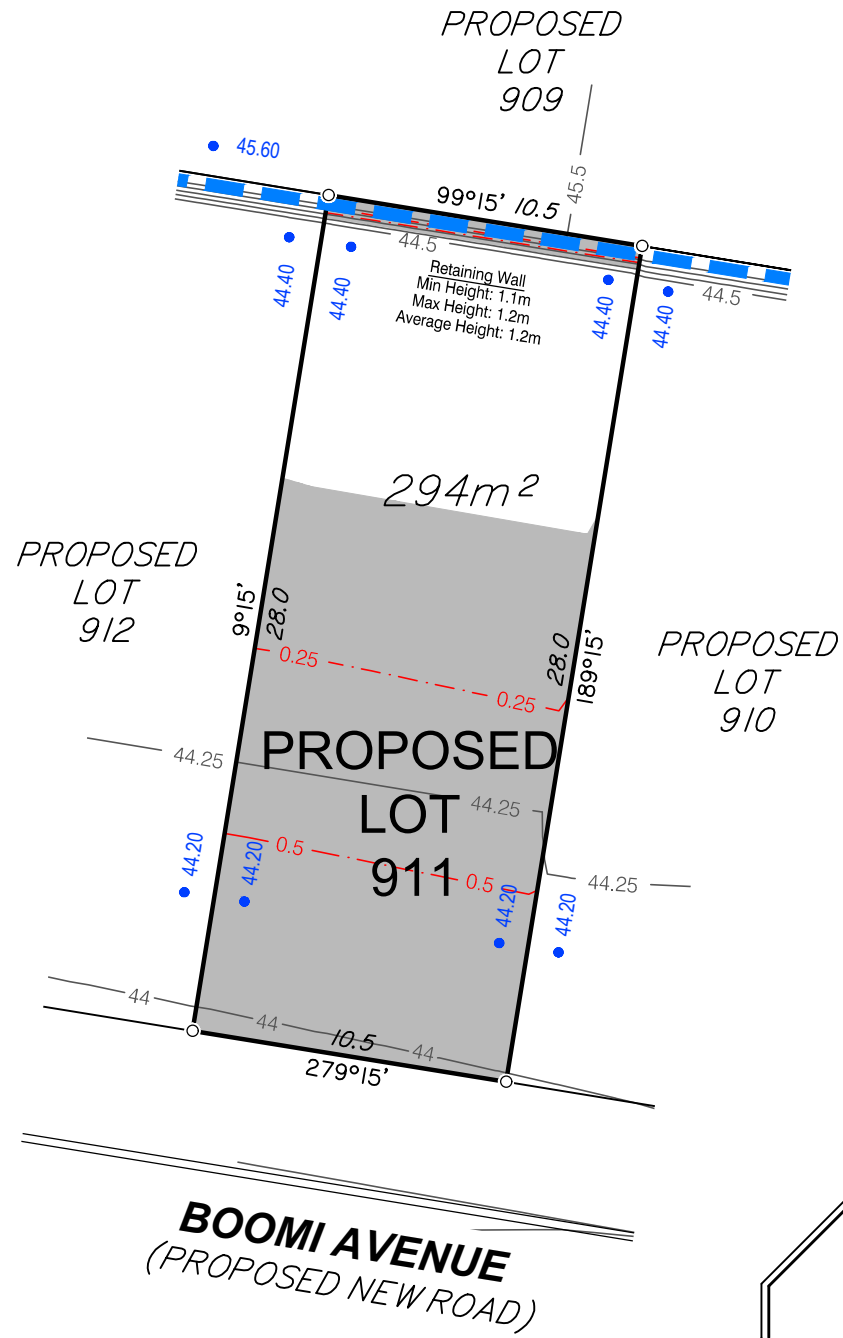 PROPOSED
LOT
909
45.60
99°15' 10.5
45.5
44.5
44.5
44.40
44.40
44.40
44.40
Retaining Wall
Min Height: 1.1m
Max Height: 1.2m
Average Height: 1.2m
294m²
PROPOSED
LOT
912
9°15'
28.0
28.0
189°15'
PROPOSED
LOT
910
0.25
0.25
44.25
44.25
44.25
PROPOSED
LOT
911
0.5
0.5
44.20
44.20
44.20
44.20
44
44
44
10.5
279°15'
BOOMI AVENUE
(PROPOSED NEW ROAD)